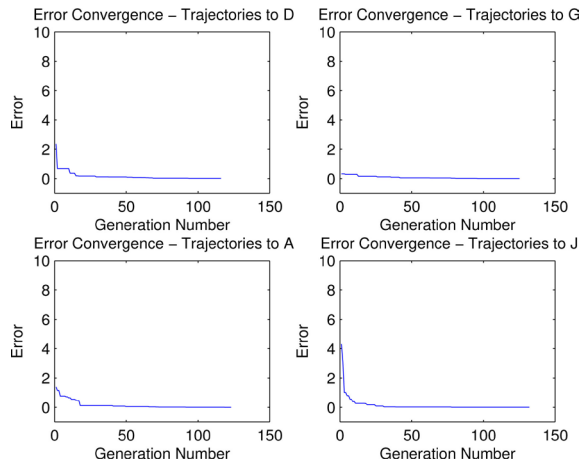 Error Convergence – Trajectories to D
10
8
6
4
2
0
Error
0 50 100 150
Generation Number
Error Convergence – Trajectories to G
10
8
6
4
2
0
Error
0 50 100 150
Generation Number
Error Convergence – Trajectories to A
10
8
6
4
2
0
Error
0 50 100 150
Generation Number
Error Convergence – Trajectories to J
10
8
6
4
2
0
Error
0 50 100 150
Generation Number